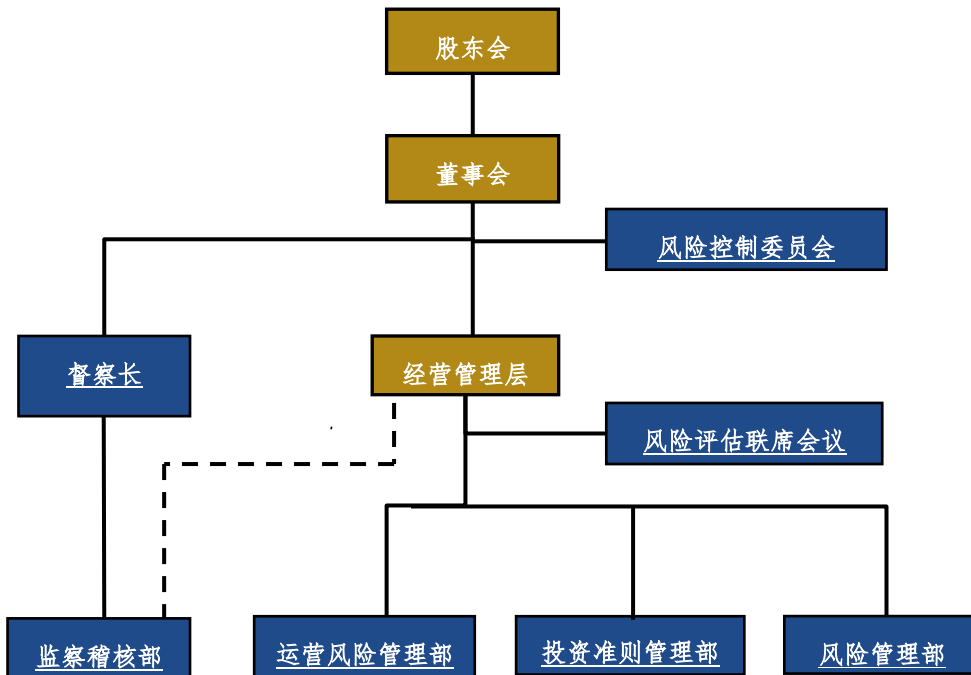 股东会
董事会
风险控制委员会
督察长
经营管理层
风险评估联席会议
监察稽核部
运营风险管理部
投资准则管理部
风险管理部